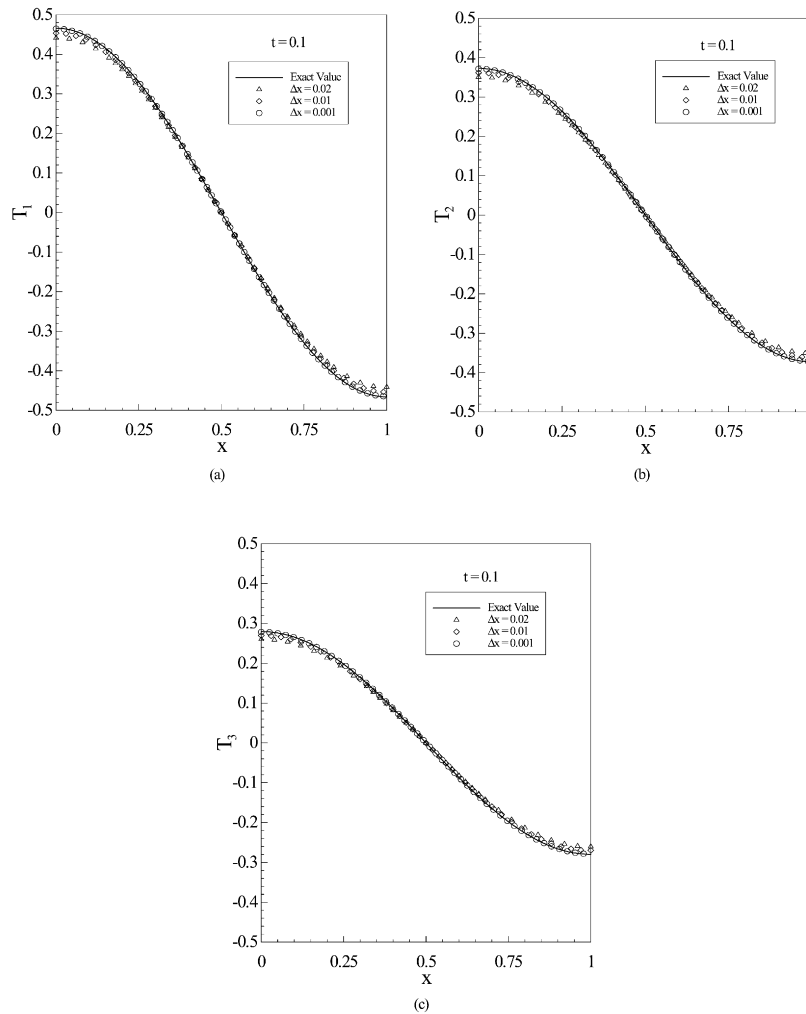 0.5
0.4
0.3
0.2
0.1
0
-0.1
-0.2
-0.3
-0.4
-0.5
T1
t = 0.1
Exact Value
Δx = 0.02
Δx = 0.01
Δx = 0.001
0 0.25 0.5 0.75 1
x
(a)
0.5
0.4
0.3
0.2
0.1
0
-0.1
-0.2
-0.3
-0.4
-0.5
T2
t = 0.1
Exact Value
Δx = 0.02
Δx = 0.01
Δx = 0.001
0 0.25 0.5 0.75
x
(b)
0.5
0.4
0.3
0.2
0.1
0
-0.1
-0.2
-0.3
-0.4
-0.5
T3
t = 0.1
Exact Value
Δx = 0.02
Δx = 0.01
Δx = 0.001
0 0.25 0.5 0.75 1
x
(c)